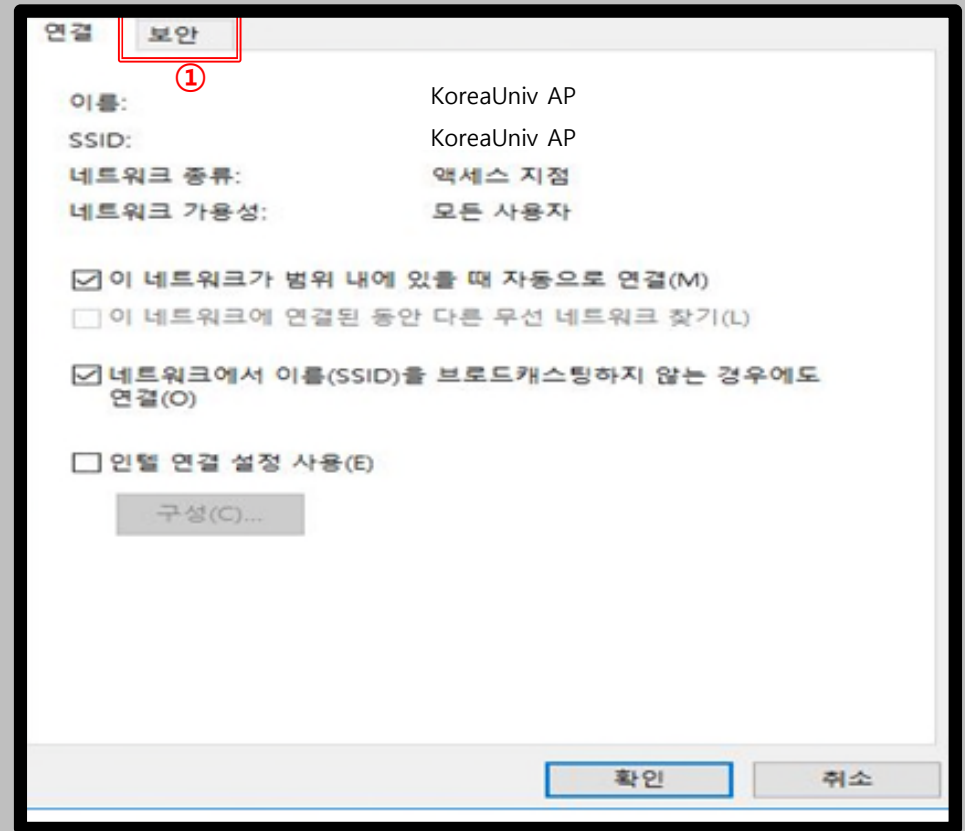 연결 보안
①
이름: KoreaUniv AP
SSID: KoreaUniv AP
네트워크 종류: 액세스 지점
네트워크 가용성: 모든 사용자
이 네트워크가 범위 내에 있을 때 자동으로 연결(M)
이 네트워크에 연결된 동안 다른 무선 네트워크 찾기(L)
네트워크에서 이름(SSID)을 브로드캐스팅하지 않는 경우에도
연결(O)
인텔 연결 설정 사용(E)
구성(C)...
확인 취소